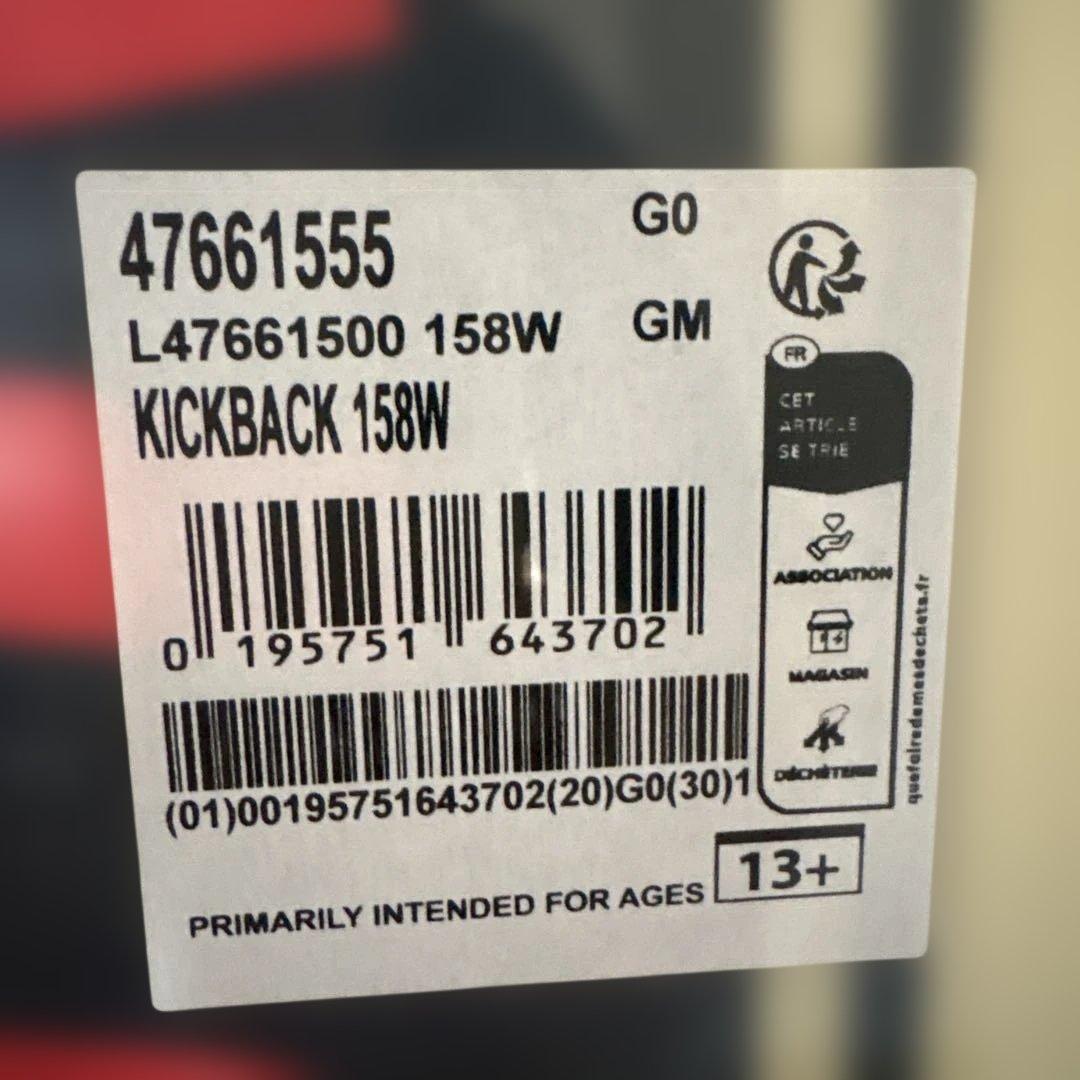 47661555 G0
L47661500 158W GM
KICKBACK 158W
0 195751 643702
(01)00195751643702(20)G0(30)1
PRIMARILY INTENDED FOR AGES 13+
FR
CET
ARTICLE
SE TRIE
ASSOCIATION
MAGASIN
DÉCHÈTERIE
quefairedemesdechets.fr